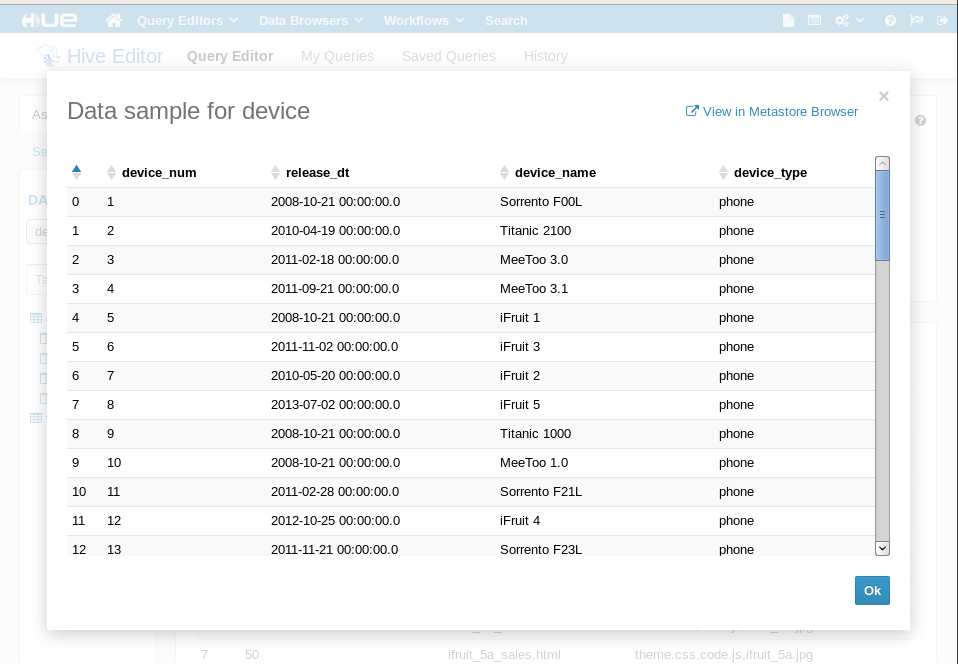 HUE Query Editors Data Browsers Workflows Search
Hive Editor Query Editor My Queries Saved Queries History
Data sample for device
View in Metastore Browser
×
As
Se
DA
de
Ta
device_num release_dt device_name device_type
0 1 2008-10-21 00:00:00.0 Sorrento F00L phone
1 2 2010-04-19 00:00:00.0 Titanic 2100 phone
2 3 2011-02-18 00:00:00.0 MeeToo 3.0 phone
3 4 2011-09-21 00:00:00.0 MeeToo 3.1 phone
4 5 2008-10-21 00:00:00.0 iFruit 1 phone
5 6 2011-11-02 00:00:00.0 iFruit 3 phone
6 7 2010-05-20 00:00:00.0 iFruit 2 phone
7 8 2013-07-02 00:00:00.0 iFruit 5 phone
8 9 2008-10-21 00:00:00.0 Titanic 1000 phone
9 10 2008-10-21 00:00:00.0 MeeToo 1.0 phone
10 11 2011-02-28 00:00:00.0 Sorrento F21L phone
11 12 2012-10-25 00:00:00.0 iFruit 4 phone
12 13 2011-11-21 00:00:00.0 Sorrento F23L phone
Ok
7 50 ifruit_5a_sales.html theme.css,code.js,ifruit_5a.jpg